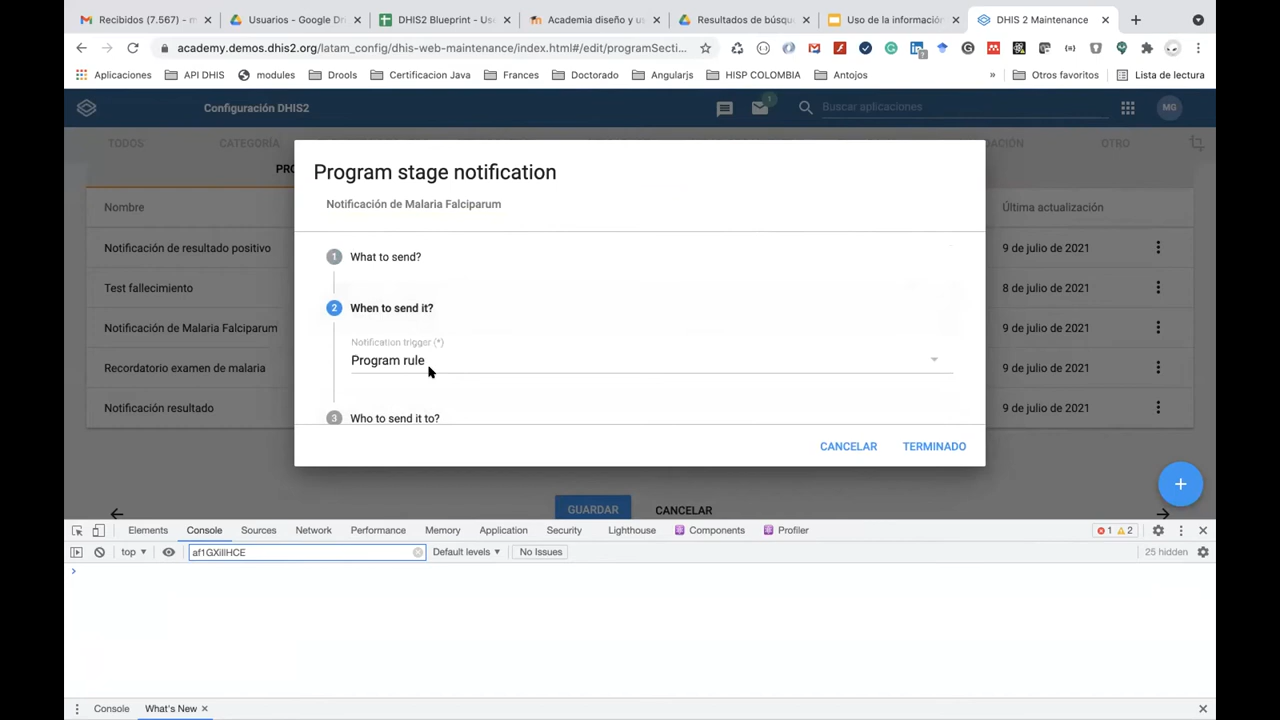 Recibidos (7.567) - m
Usuarios - Google Dr
DHIS2 Blueprint - Use
Academia diseño y us
Resultados de búsqu
Uso de la información
DHIS 2 Maintenance
academy.demos.dhis2.org/latam_config/dhis-web-maintenance/index.html#/edit/programSecti...
Aplicaciones
API DHIS
modules
Drools
Certificacion Java
Frances
Doctorado
Angularjs
HISP COLOMBIA
Antojos
»
Otros favoritos
Lista de lectura
Configuración DHIS2
1
Buscar aplicaciones
MG
TODOS
CATEGORÍA
OTRO
Program stage notification
Notificación de Malaria Falciparum
Nombre
Última actualización
Notificación de resultado positivo
9 de julio de 2021
Test fallecimiento
8 de julio de 2021
Notificación de Malaria Falciparum
9 de julio de 2021
Recordatorio examen de malaria
9 de julio de 2021
Notificación resultado
9 de julio de 2021
1 What to send?
2 When to send it?
Notification trigger (*)
Program rule
3 Who to send it to?
CANCELAR
TERMINADO
GUARDAR
CANCELAR
+
Elements
Console
Sources
Network
Performance
Memory
Application
Security
Lighthouse
Components
Profiler
1
2
top
af1GXillHCE
Default levels
No Issues
25 hidden
>
Console
What's New